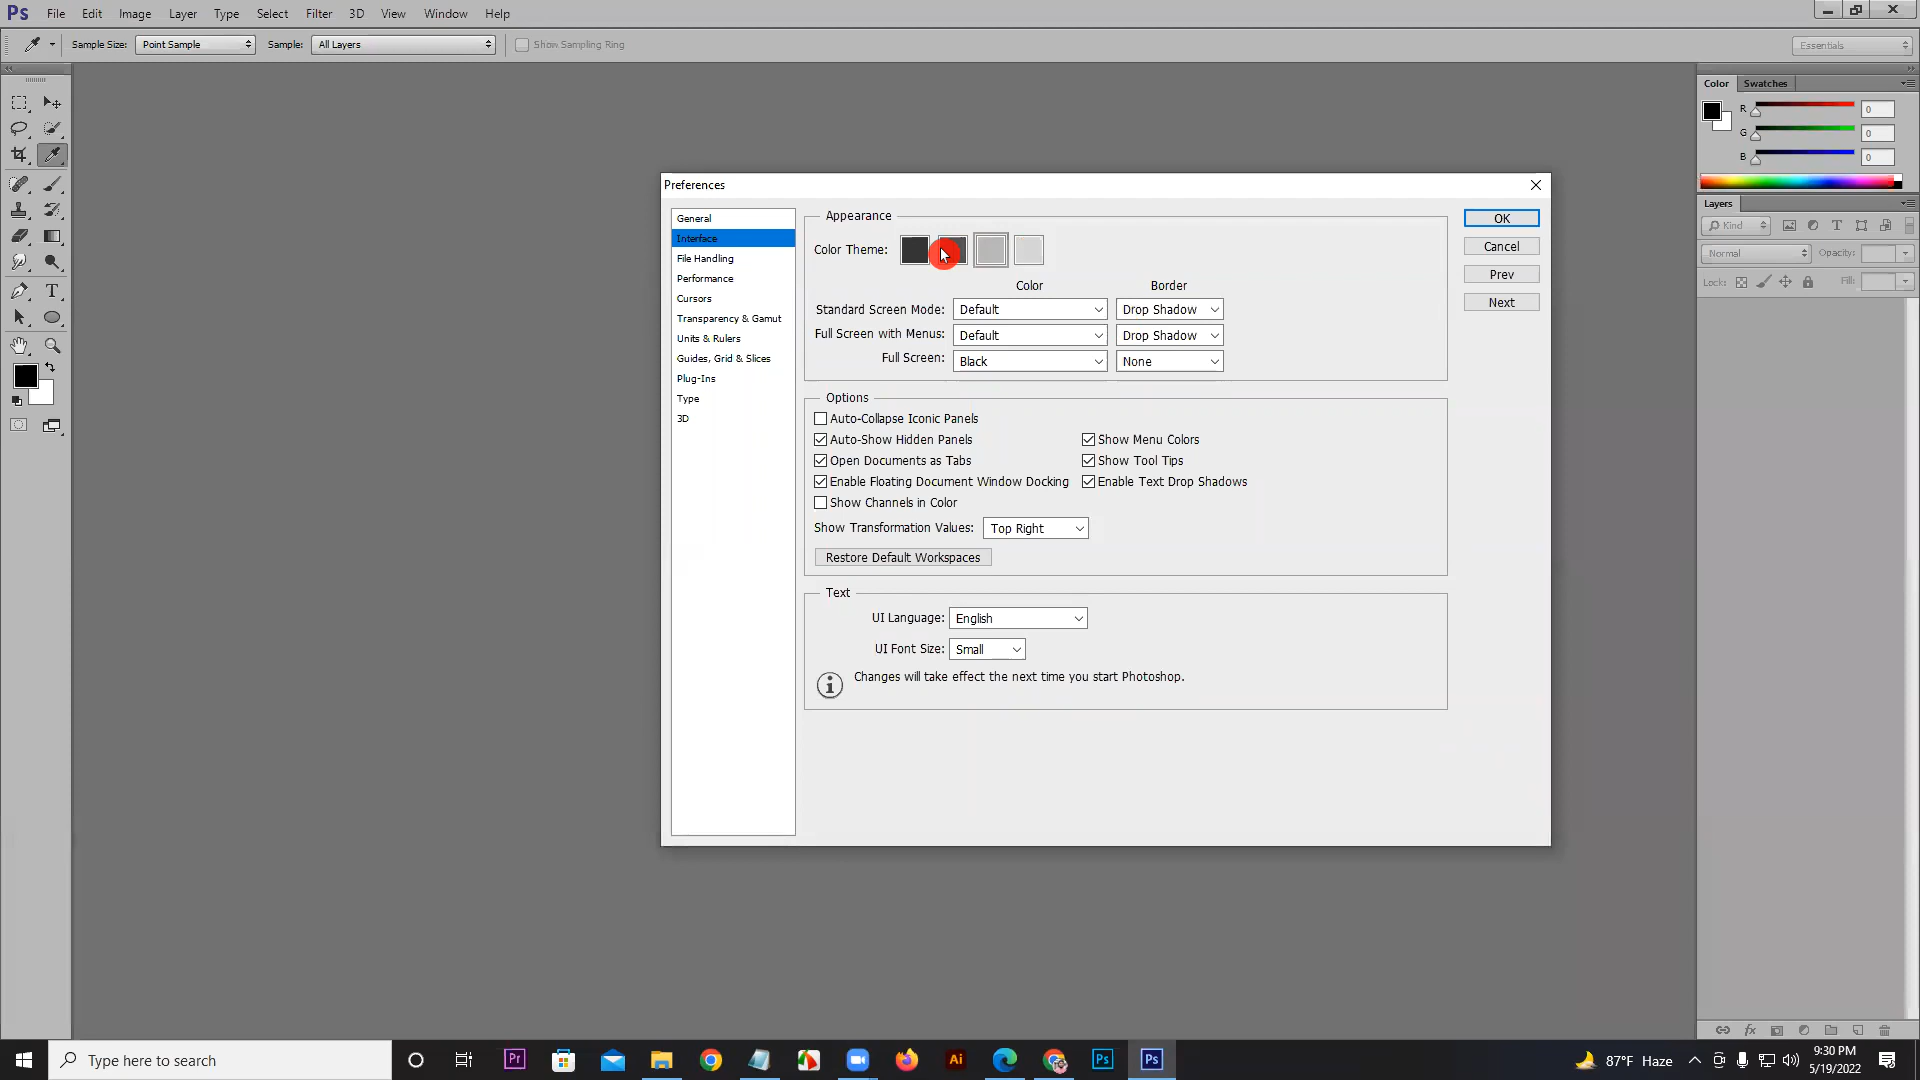 Ps File Edit Image Layer Type Select Filter 3D View Window Help
Sample Size: Point Sample Sample: All Layers Show Sampling Ring Essentials
Color Swatches
R 0
G 0
B 0
Layers
Kind
Normal Opacity:
Lock: Fill:
Preferences
General
Interface
File Handling
Performance
Cursors
Transparency & Gamut
Units & Rulers
Guides, Grid & Slices
Plug-Ins
Type
3D
Appearance
Color Theme:
Color Border
Standard Screen Mode: Default Drop Shadow
Full Screen with Menus: Default Drop Shadow
Full Screen: Black None
Options
Auto-Collapse Iconic Panels
Auto-Show Hidden Panels Show Menu Colors
Open Documents as Tabs Show Tool Tips
Enable Floating Document Window Docking Enable Text Drop Shadows
Show Channels in Color
Show Transformation Values: Top Right
Restore Default Workspaces
Text
UI Language: English
UI Font Size: Small
Changes will take effect the next time you start Photoshop.
OK
Cancel
Prev
Next
Type here to search Pr Ai Ps Ps 87°F Haze
9:30 PM
5/19/2022